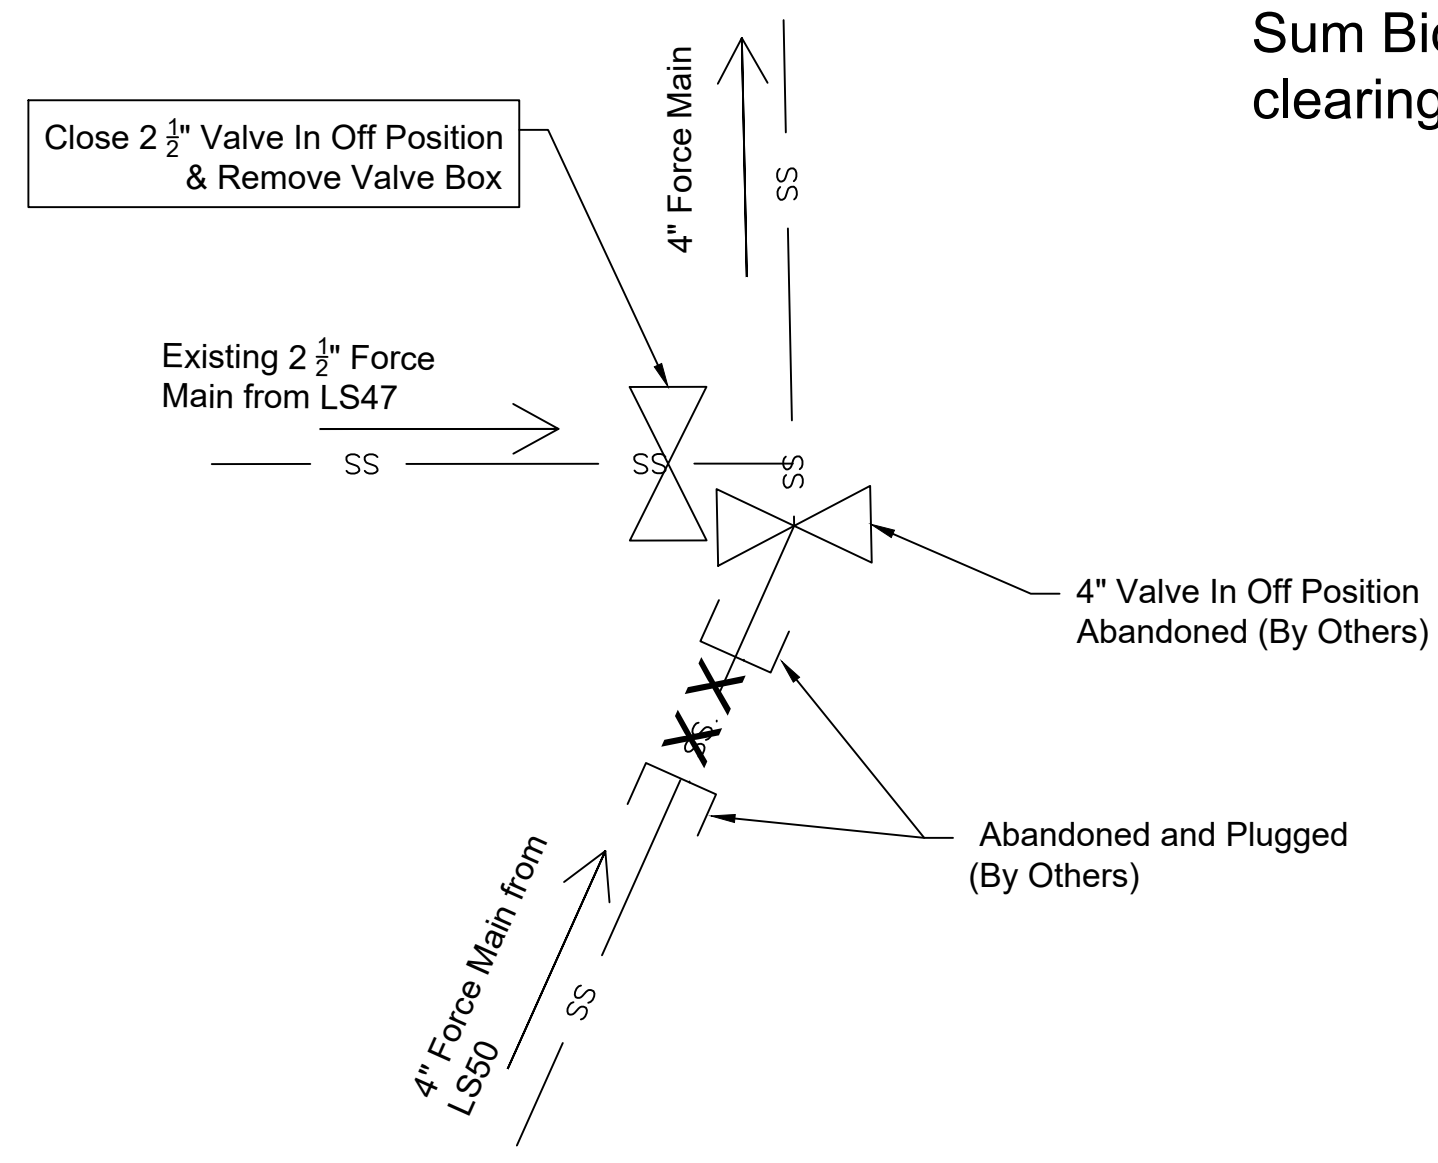 Sum
clearing
4" Force Main
SS
Close 2 1/2" Valve In Off Position
& Remove Valve Box
Existing 2 1/2" Force
Main from LS47
SS
SS
SS
4" Valve In Off Position
Abandoned (By Others)
SS
Abandoned and Plugged
(By Others)
4" Force Main from
LS50
SS